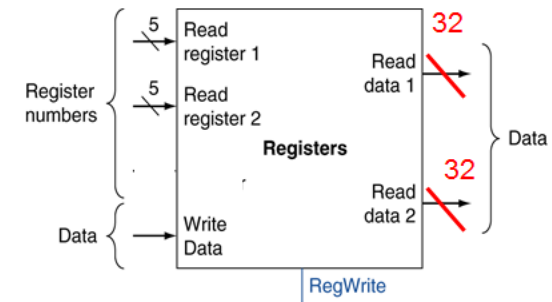 5
Read
register 1
5
Read
register 2
Register
numbers
Registers
Data
Write
Data
32
Read
data 1
32
Read
data 2
Data
RegWrite